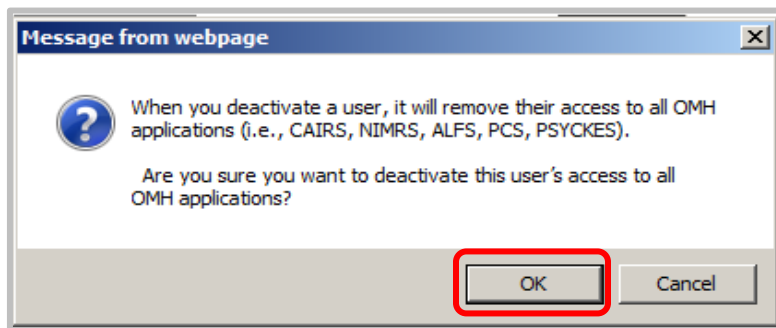 Message from webpage
When you deactivate a user, it will remove their access to all OMH
applications (i.e., CAIRS, NIMRS, ALFS, PCS, PSYCKES).
Are you sure you want to deactivate this user's access to all
OMH applications?
OK
Cancel